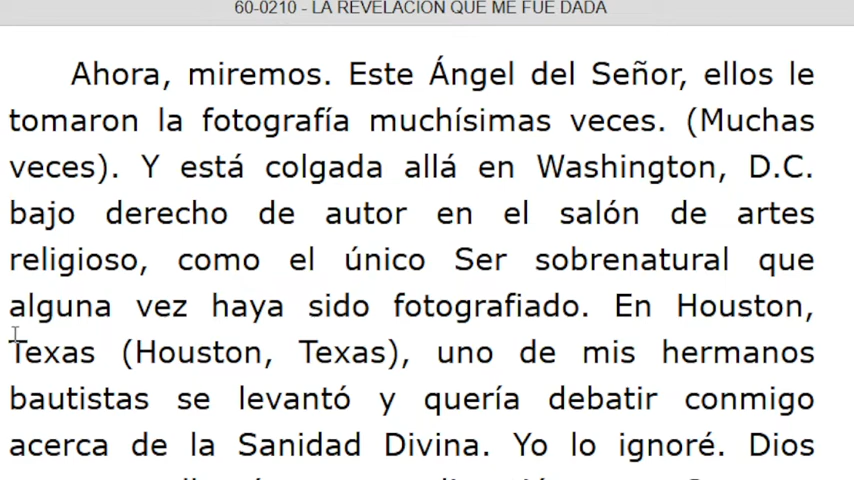 60-0210 - LA REVELACION QUE ME FUE DADA
Ahora, miremos. Este Ángel del Señor, ellos le
tomaron la fotografía muchísimas veces. (Muchas
veces). Y está colgada allá en Washington, D.C.
bajo derecho de autor en el salón de artes
religioso, como el único Ser sobrenatural que
alguna vez haya sido fotografiado. En Houston,
Texas (Houston, Texas), uno de mis hermanos
bautistas se levantó y quería debatir conmigo
acerca de la Sanidad Divina. Yo lo ignoré. Dios